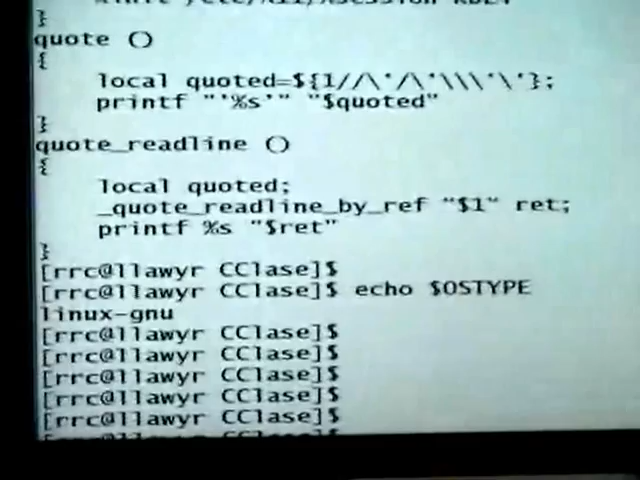 }
quote ()
{
local quoted=${1//\'/\'\\\'\'};
printf "'%s'" "$quoted"
}
quote_readline ()
{
local quoted;
_quote_readline_by_ref "$1" ret;
printf %s "$ret"
}
[rrc@llawyr CClase]$
[rrc@llawyr CClase]$ echo $OSTYPE
linux-gnu
[rrc@llawyr CClase]$
[rrc@llawyr CClase]$
[rrc@llawyr CClase]$
[rrc@llawyr CClase]$
[rrc@llawyr CClase]$